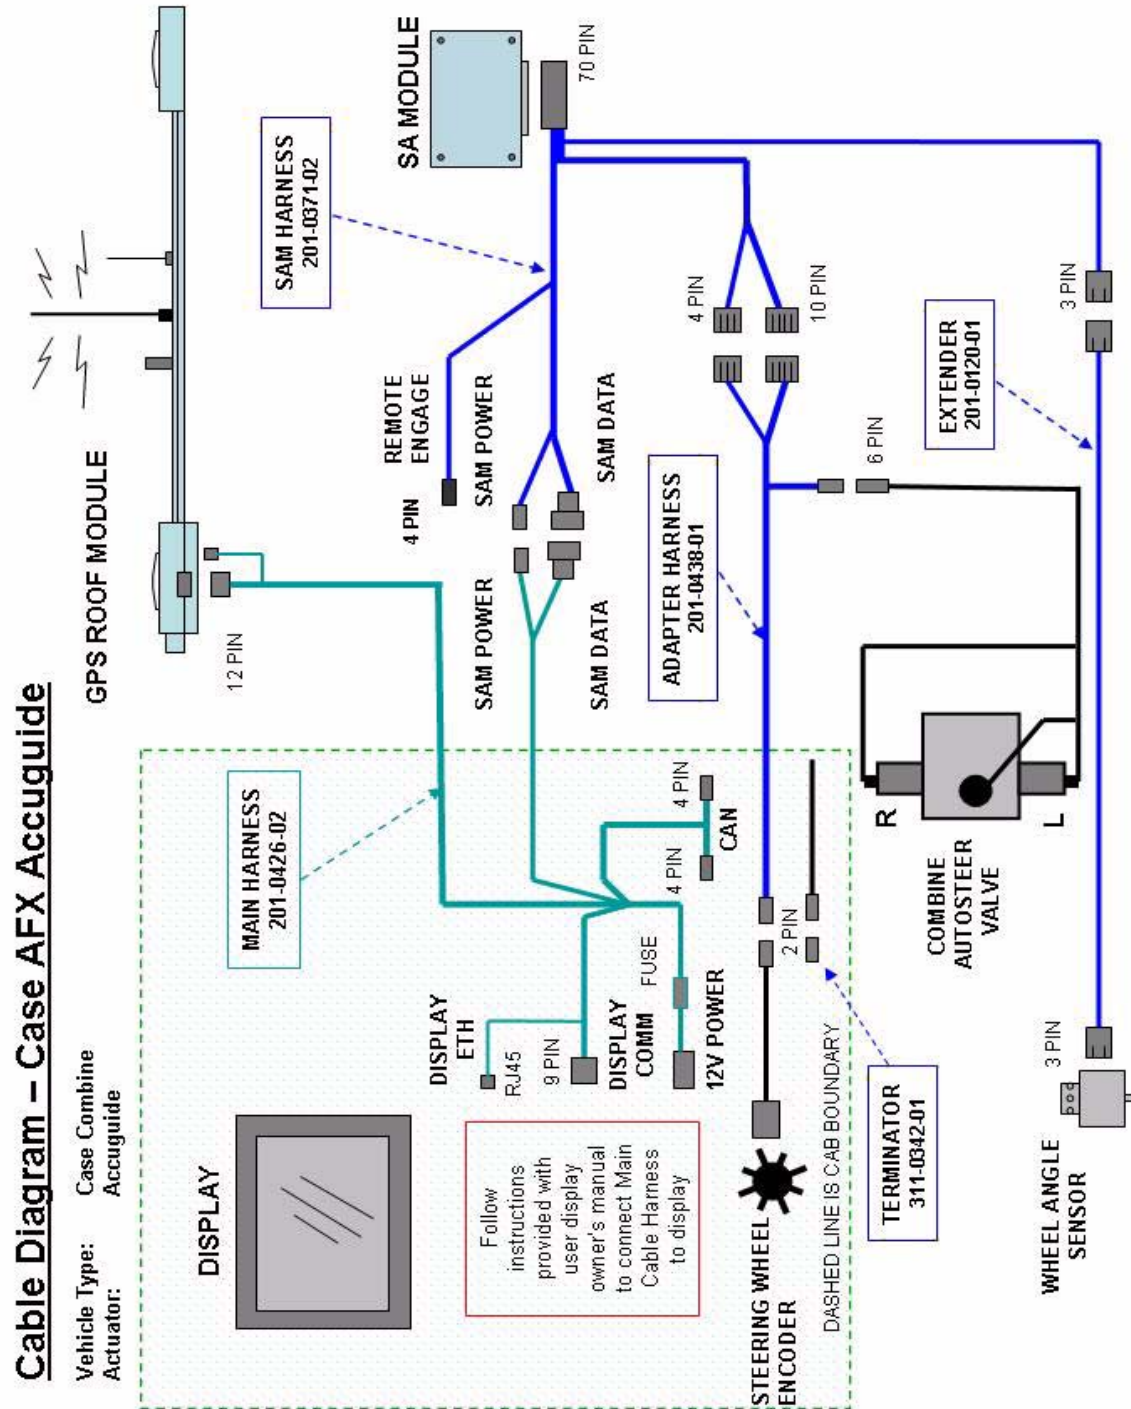 Cable Diagram – Case AFX Accuguide
Vehicle Type: Case Combine
Actuator: Accuguide
GPS ROOF MODULE
12 PIN
DISPLAY
MAIN HARNESS
201-0426-02
SAM HARNESS
201-0371-02
SA MODULE
70 PIN
REMOTE
ENGAGE
4 PIN
SAM POWER
SAM POWER
SAM DATA
SAM DATA
DISPLAY
ETH
RJ45
9 PIN
DISPLAY
COMM
FUSE
12V POWER
4 PIN
4 PIN
CAN
Follow
instructions
provided with
user display
owner's manual
to connect Main
Cable Harness
to display
ADAPTER HARNESS
201-0438-01
4 PIN
10 PIN
6 PIN
STEERING WHEEL
ENCODER
2 PIN
DASHED LINE IS CAB BOUNDARY
TERMINATOR
311-0342-01
R
L
COMBINE
AUTOSTEER
VALVE
EXTENDER
201-0120-01
3 PIN
3 PIN
WHEEL ANGLE
SENSOR